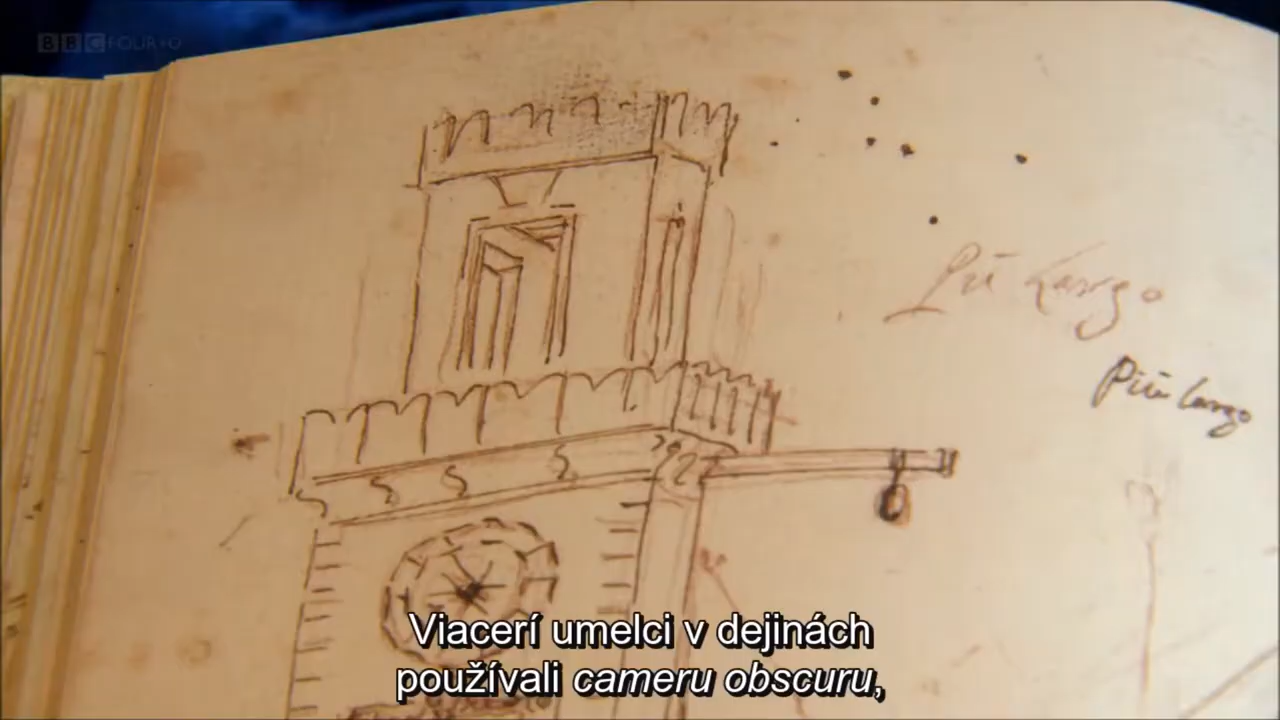 BBC FOUR
Più Largo
Più largo
Viacerí umelci v dejinách
používali cameru obscuru,